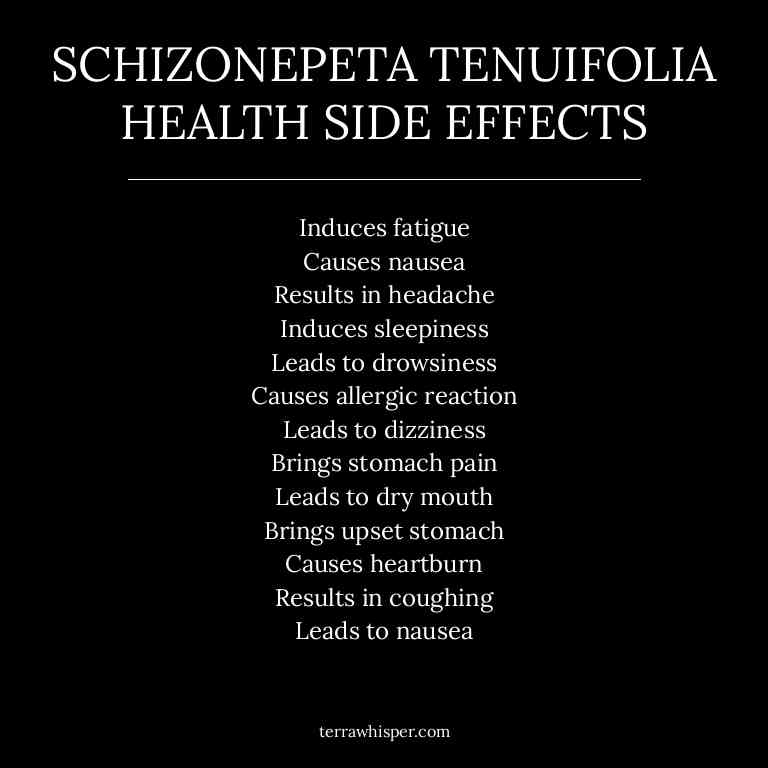 SCHIZONEPETA TENUIFOLIA
HEALTH SIDE EFFECTS
Induces fatigue
Causes nausea
Results in headache
Induces sleepiness
Leads to drowsiness
Causes allergic reaction
Leads to dizziness
Brings stomach pain
Leads to dry mouth
Brings upset stomach
Causes heartburn
Results in coughing
Leads to nausea
terrawhisper.com